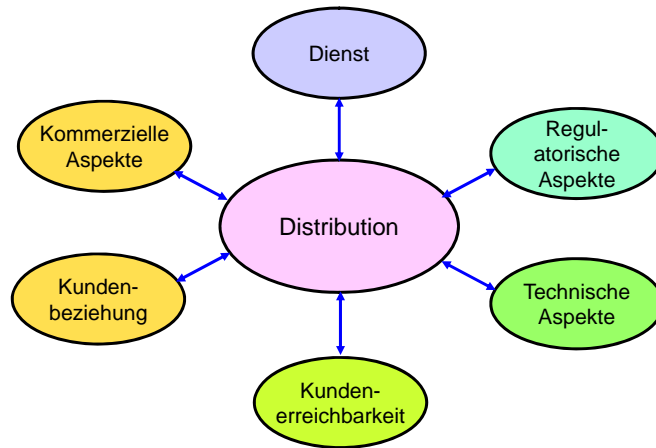 Dienst
Kommerzielle
Aspekte
Regul-
atorische
Aspekte
Distribution
Kunden-
beziehung
Technische
Aspekte
Kunden-
erreichbarkeit